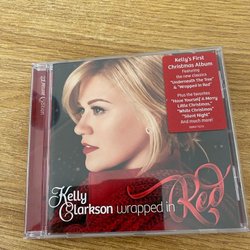 Kelly's First
Christmas Album
Featuring
the new classics
"Underneath The Tree"
& "Wrapped in Red"
Plus the favorites
"Have Yourself A Merry
Little Christmas,"
"White Christmas"
"Silent Night"
And much more!
Kelly
Clarkson wrapped in
Red